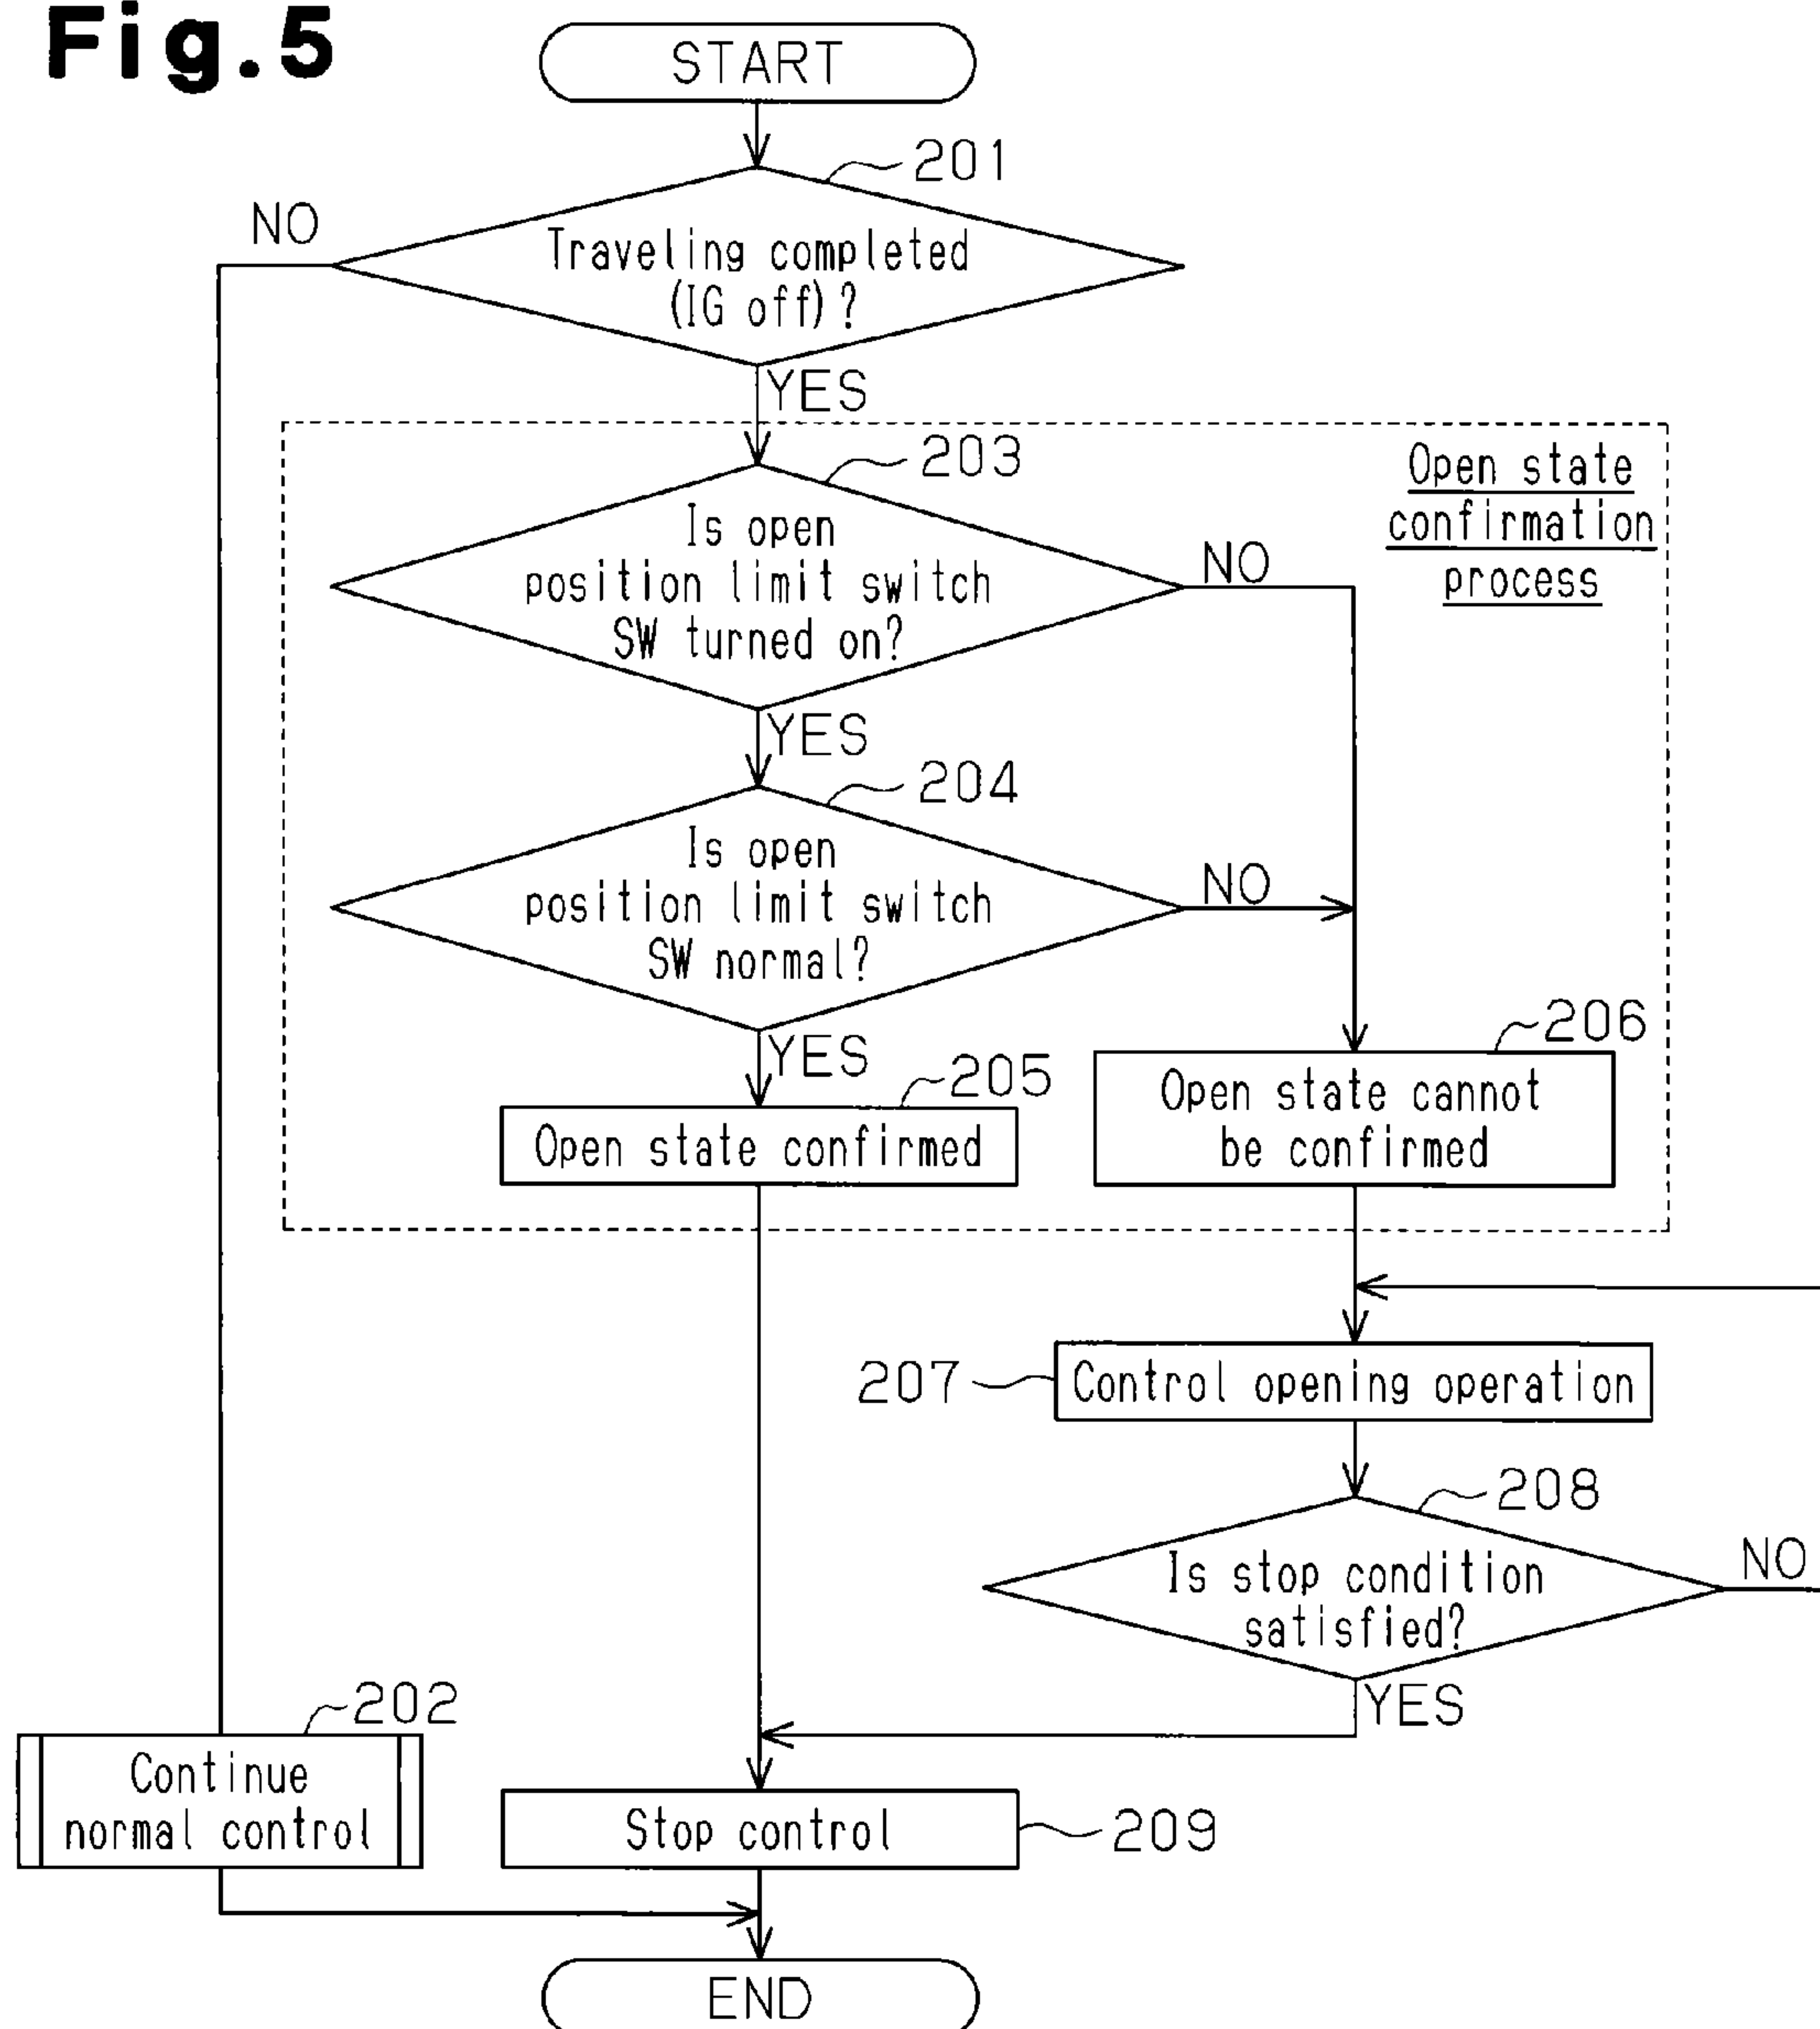 Fig.5
START
201
NO
Traveling completed
(IG off)?
YES
203
Open state
confirmation
process
Is open
position limit switch
SW turned on?
NO
YES
204
Is open
position limit switch
SW normal?
NO
YES
205
206
Open state confirmed
Open state cannot
be confirmed
207
Control opening operation
208
Is stop condition
satisfied?
NO
YES
202
Continue
normal control
Stop control
209
END